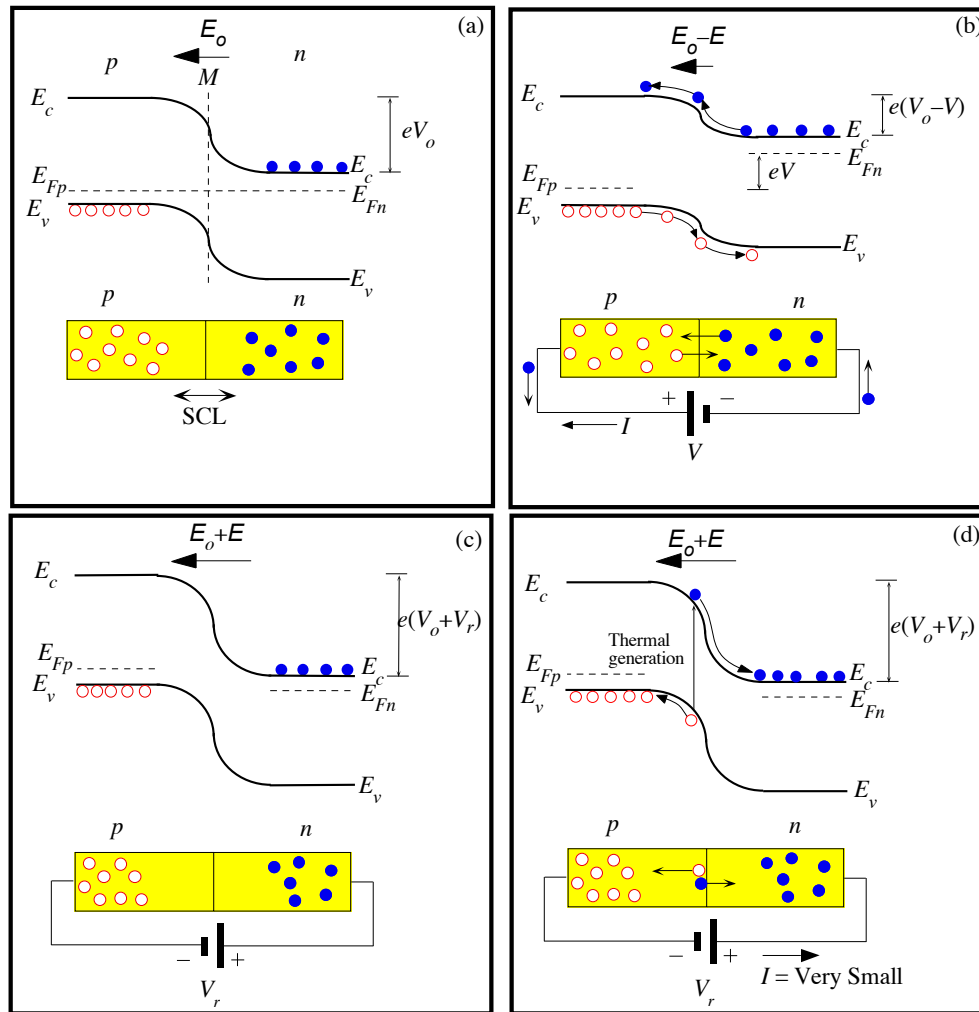 (a)
E_o
p
n
M
E_c
eV_o
E_c
E_Fp
E_Fn
E_v
E_v
p
n
SCL
(b)
E_o–E
E_c
e(V_o–V)
E_c
E_Fn
eV
E_Fp
E_v
E_v
p
n
+ –
I
V
(c)
E_o+E
E_c
e(V_o+V_r)
E_Fp
E_c
E_v
E_Fn
E_v
p
n
– +
V_r
(d)
E_o+E
E_c
e(V_o+V_r)
Thermal
generation
E_Fp
E_c
E_v
E_Fn
E_v
p
n
– +
V_r
I = Very Small